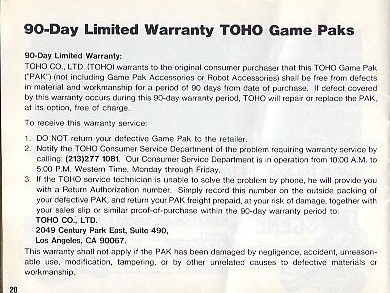 90-Day Limited Warranty TOHO Game Paks
90-Day Limited Warranty:
TOHO CO., LTD. (TOHO) warrants to the original consumer purchaser that this TOHO Game Pak
("PAK") (not including Game Pak Accessories or Robot Accessories) shall be free from defects
in material and workmanship for a period of 90 days from date of purchase. If defect covered
by this warranty occurs during this 90-day warranty period, TOHO will repair or replace the PAK,
at its option, free of charge.
To receive this warranty service:
1. DO NOT return your defective Game Pak to the retailer.
2. Notify the TOHO Consumer Service Department of the problem requiring warranty service by
calling: (213)277 1081. Our Consumer Service Department is in operation from 10:00 A.M. to
5:00 P.M. Western Time, Monday through Friday.
3. If the TOHO service technician is unable to solve the problem by phone, he will provide you
with a Return Authorization number. Simply record this number on the outside packing of
your defective PAK, and return your PAK freight prepaid, at your risk of damage, together with
your sales slip or similar proof-of-purchase within the 90-day warranty period to:
TOHO CO., LTD.
2049 Century Park East, Suite 490,
Los Angeles, CA 90067.
This warranty shall not apply if the PAK has been damaged by negligence, accident, unreason-
able use, modification, tampering, or by other unrelated causes to defective materials or
workmanship.
20